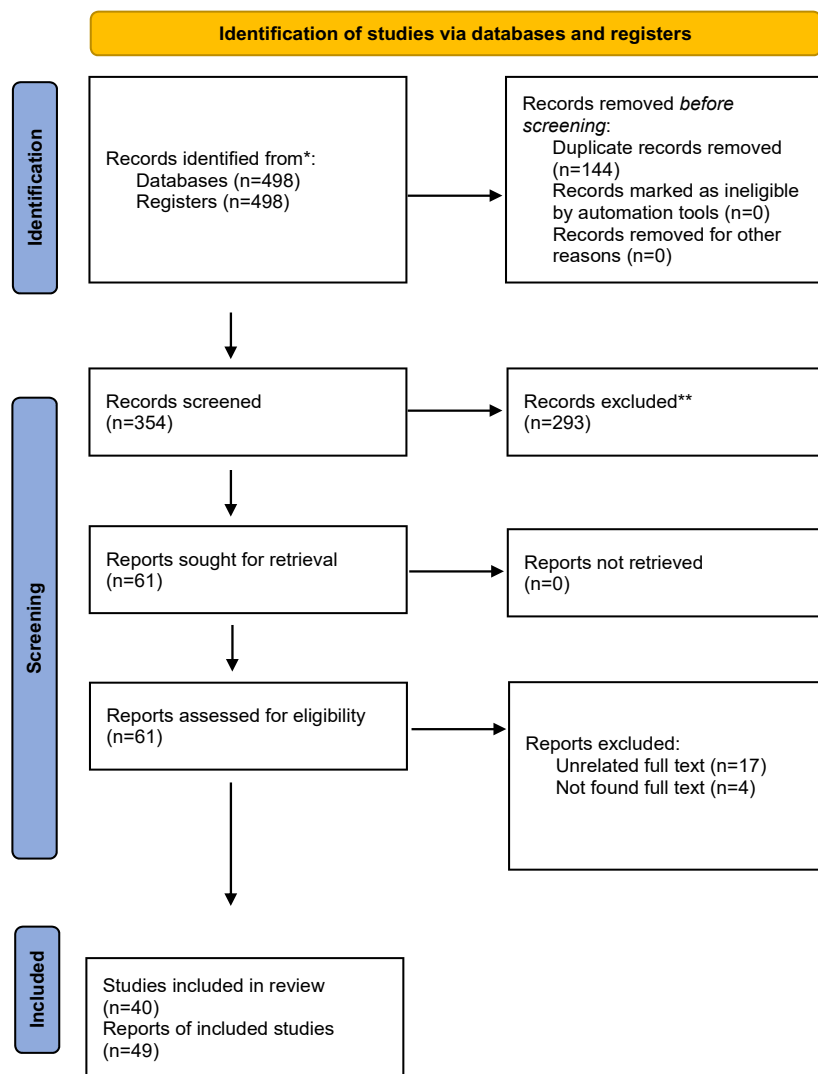 Identification of studies via databases and registers
Identification
Records identified from*:
Databases (n=498)
Registers (n=498)
Records removed before
screening:
Duplicate records removed
(n=144)
Records marked as ineligible
by automation tools (n=0)
Records removed for other
reasons (n=0)
Screening
Records screened
(n=354)
Records excluded**
(n=293)
Reports sought for retrieval
(n=61)
Reports not retrieved
(n=0)
Reports assessed for eligibility
(n=61)
Reports excluded:
Unrelated full text (n=17)
Not found full text (n=4)
Included
Studies included in review
(n=40)
Reports of included studies
(n=49)